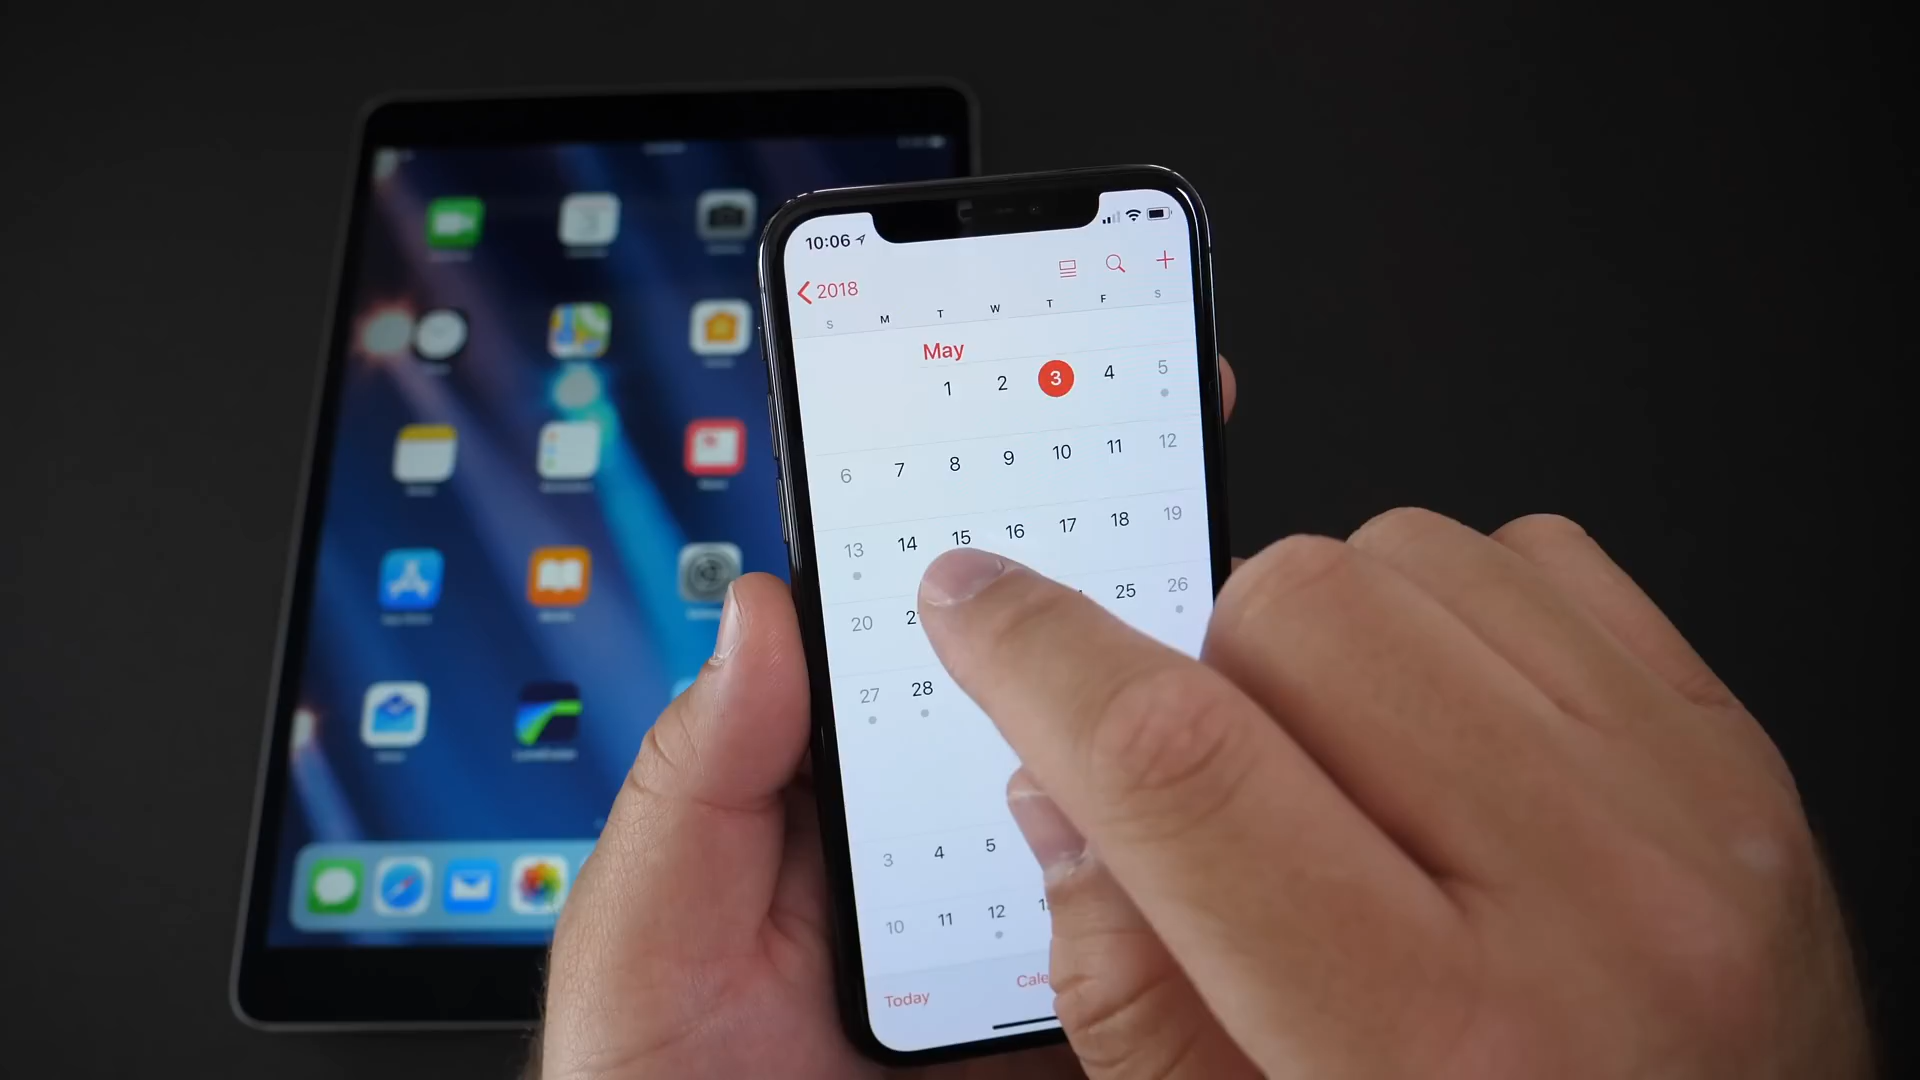 10:06
2018
S M T W T F S
May
1 2 3 4 5
6 7 8 9 10 11 12
13 14 15 16 17 18 19
20 25 26
27 28
3 4 5
10 11 12
Today